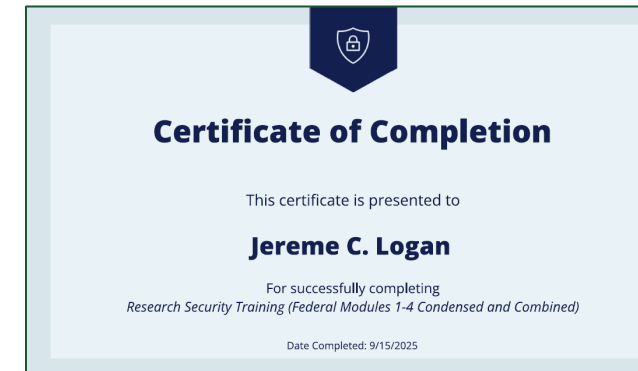 Certificate of Completion
This certificate is presented to
Jereme C. Logan
For successfully completing
Research Security Training (Federal Modules 1-4 Condensed and Combined)
Date Completed: 9/15/2025